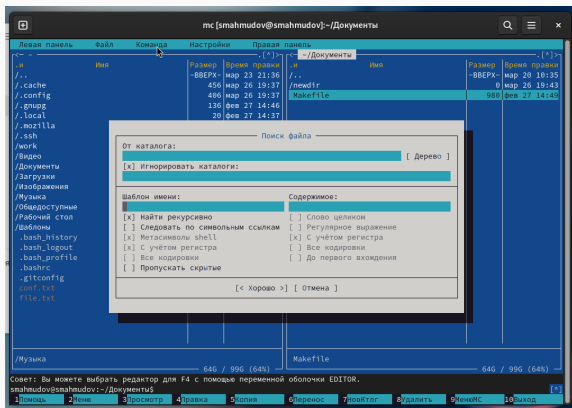 mc [smahmudov@smahmudov]:~/Документы
Левая панель Файл Команда Настройки Правая панель
<- ~ .[^]> <- ~/Документы .[^]>
.и Имя Размер Время правки .и Имя Размер Время правки
/.. -ВВЕРХ- мар 23 21:36 /.. -ВВЕРХ- мар 20 10:35
/.cache 456 мар 26 19:37 /newdir 0 мар 26 19:43
/.config 406 мар 26 19:37 Makefile 980 фев 27 14:49
/.gnupg 136 фев 27 14:46
/.local 20 фев 27 14:37
/.mozilla
/.ssh
/work
/Видео
/Документы
/Загрузки
/Изображения
/Музыка
/Общедоступные
/Рабочий стол
/Шаблоны
.bash_history
.bash_logout
.bash_profile
.bashrc
.gitconfig
conf.txt
file.txt
Поиск файла
От каталога:
[ Дерево ]
[x] Игнорировать каталоги:
Шаблон имени: Содержимое:
[x] Найти рекурсивно [ ] Слово целиком
[ ] Следовать по символьным ссылкам [ ] Регулярное выражение
[x] Метасимволы shell [x] С учётом регистра
[x] С учётом регистра [ ] Все кодировки
[ ] Все кодировки [ ] До первого вхождения
[ ] Пропускать скрытые
[< Хорошо >] [ Отмена ]
/Музыка Makefile
64G / 99G (64%) 64G / 99G (64%)
Совет: Вы можете выбрать редактор для F4 с помощью переменной оболочки EDITOR.
smahmudov@smahmudov:~/Документы$ [^]
1Помощь 2Меню 3Просмотр 4Правка 5Копия 6Перенос 7НовКтлг 8Удалить 9МенюMC 10Выход